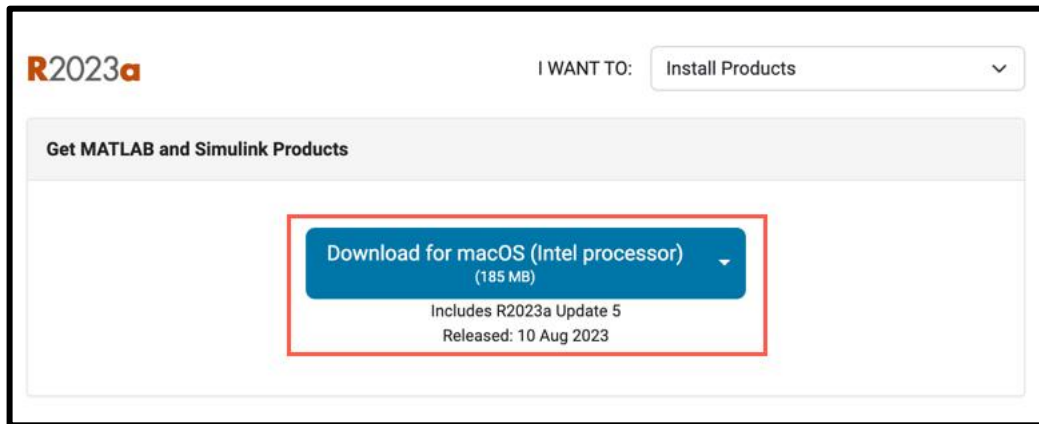 R2023a
I WANT TO:
Install Products
Get MATLAB and Simulink Products
Download for macOS (Intel processor)
(185 MB)
Includes R2023a Update 5
Released: 10 Aug 2023